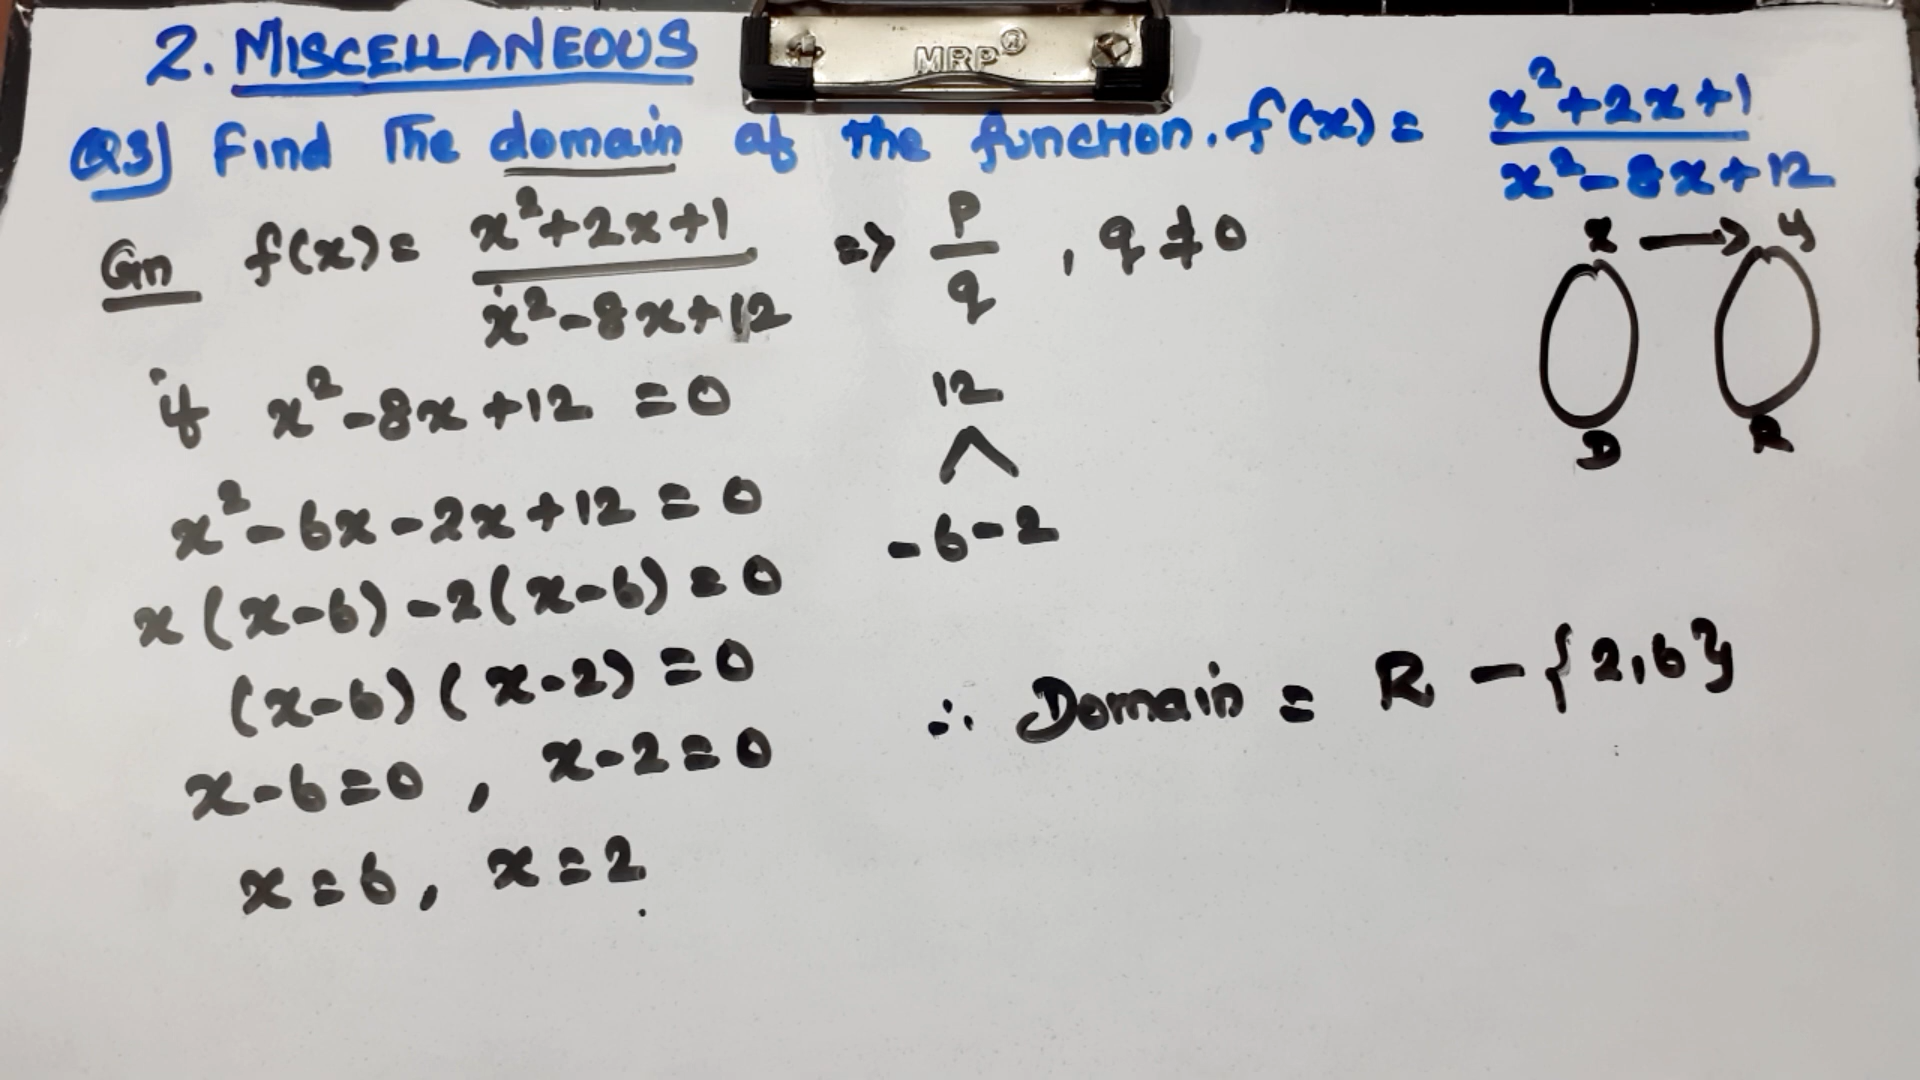 2. MISCELLANEOUS
MRP®
Q3] Find The domain of the function. f(x) = x²+2x+1 / x²-8x+12
Gn f(x) = x²+2x+1 / x²-8x+12 => P/q , q ≠ 0
x → y
D R
if x²-8x+12 = 0
12
∧
-6-2
x²-6x-2x+12 = 0
x(x-6)-2(x-6) = 0
(x-6)(x-2) = 0
x-6=0 , x-2=0
x=6, x=2
∴ Domain = R - {2,6}